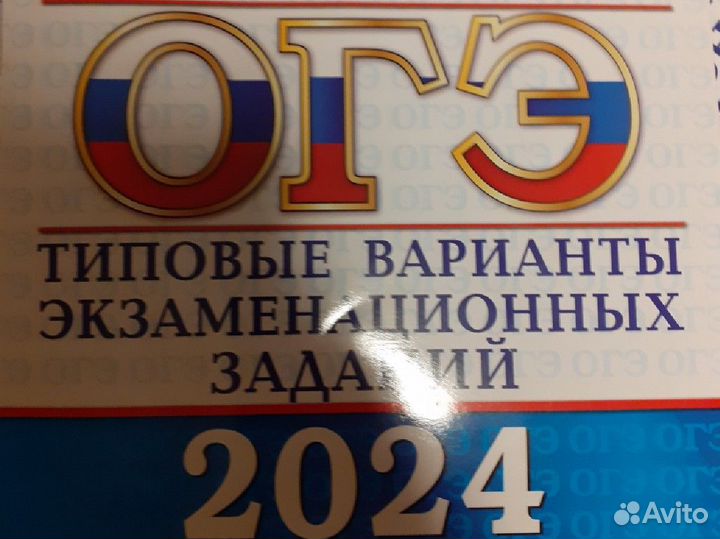 ОГЭ
ТИПОВЫЕ ВАРИАНТЫ
ЭКЗАМЕНАЦИОННЫХ
ЗАДАНИЙ
2024
Avito